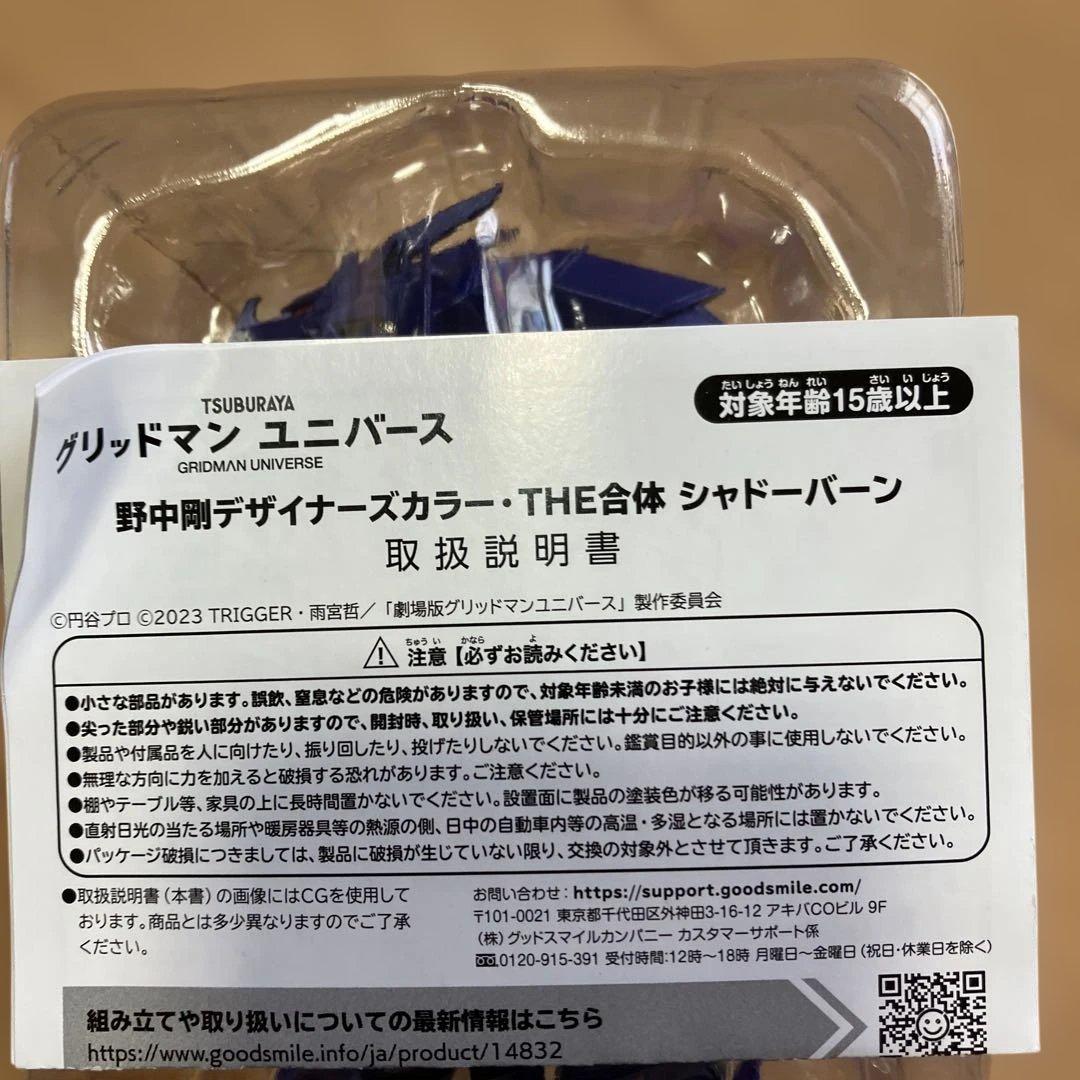 TSUBURAYA
グリッドマン ユニバース
GRIDMAN UNIVERSE
たいしょうねんれい さいいじょう
対象年齢15歳以上
野中剛デザイナーズカラー・THE合体 シャドーバーン
取扱説明書
©円谷プロ ©2023 TRIGGER・雨宮哲／「劇場版グリッドマンユニバース」製作委員会
ちゅうい かなら よ
注意【必ずお読みください】
●小さな部品があります。誤飲、窒息などの危険がありますので、対象年齢未満のお子様には絶対に与えないでください。
●尖った部分や鋭い部分がありますので、開封時、取り扱い、保管場所には十分にご注意ください。
●製品や付属品を人に向けたり、振り回したり、投げたりしないでください。鑑賞目的以外の事に使用しないでください。
●無理な方向に力を加えると破損する恐れがあります。ご注意ください。
●棚やテーブル等、家具の上に長時間置かないでください。設置面に製品の塗装色が移る可能性があります。
●直射日光の当たる場所や暖房器具等の熱源の側、日中の自動車内等の高温・多湿となる場所には置かないでください。
●パッケージ破損につきましては、製品に破損が生じていない限り、交換の対象外とさせて頂きます。ご了承ください。
●取扱説明書（本書）の画像にはCGを使用して
おります。商品とは多少異なりますのでご了承
ください。
お問い合わせ：https://support.goodsmile.com/
〒101-0021 東京都千代田区外神田3-16-12 アキバCOビル 9F
（株）グッドスマイルカンパニー カスタマーサポート係
0120-915-391 受付時間：12時～18時 月曜日～金曜日（祝日・休業日を除く）
組み立てや取り扱いについての最新情報はこちら
https://www.goodsmile.info/ja/product/14832